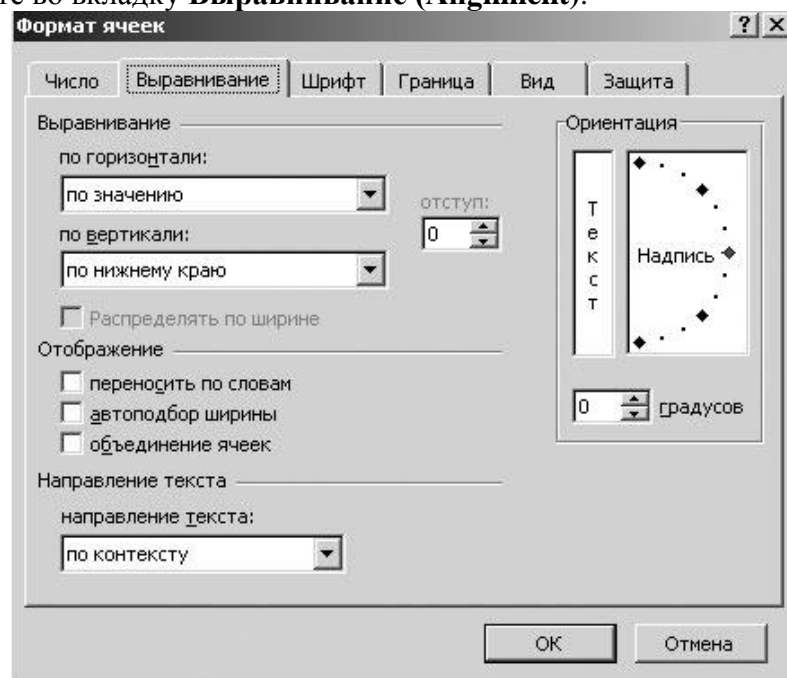 те во вкладку Выравнивание (Angiiment).
Формат ячеек
Число Выравнивание Шрифт Граница Вид Защита
Выравнивание
по горизонтали:
по значению
отступ:
0
по вертикали:
по нижнему краю
Распределять по ширине
Отображение
переносить по словам
автоподбор ширины
объединение ячеек
Направление текста
направление текста:
по контексту
Ориентация
Текст
Надпись
0 градусов
ОК Отмена